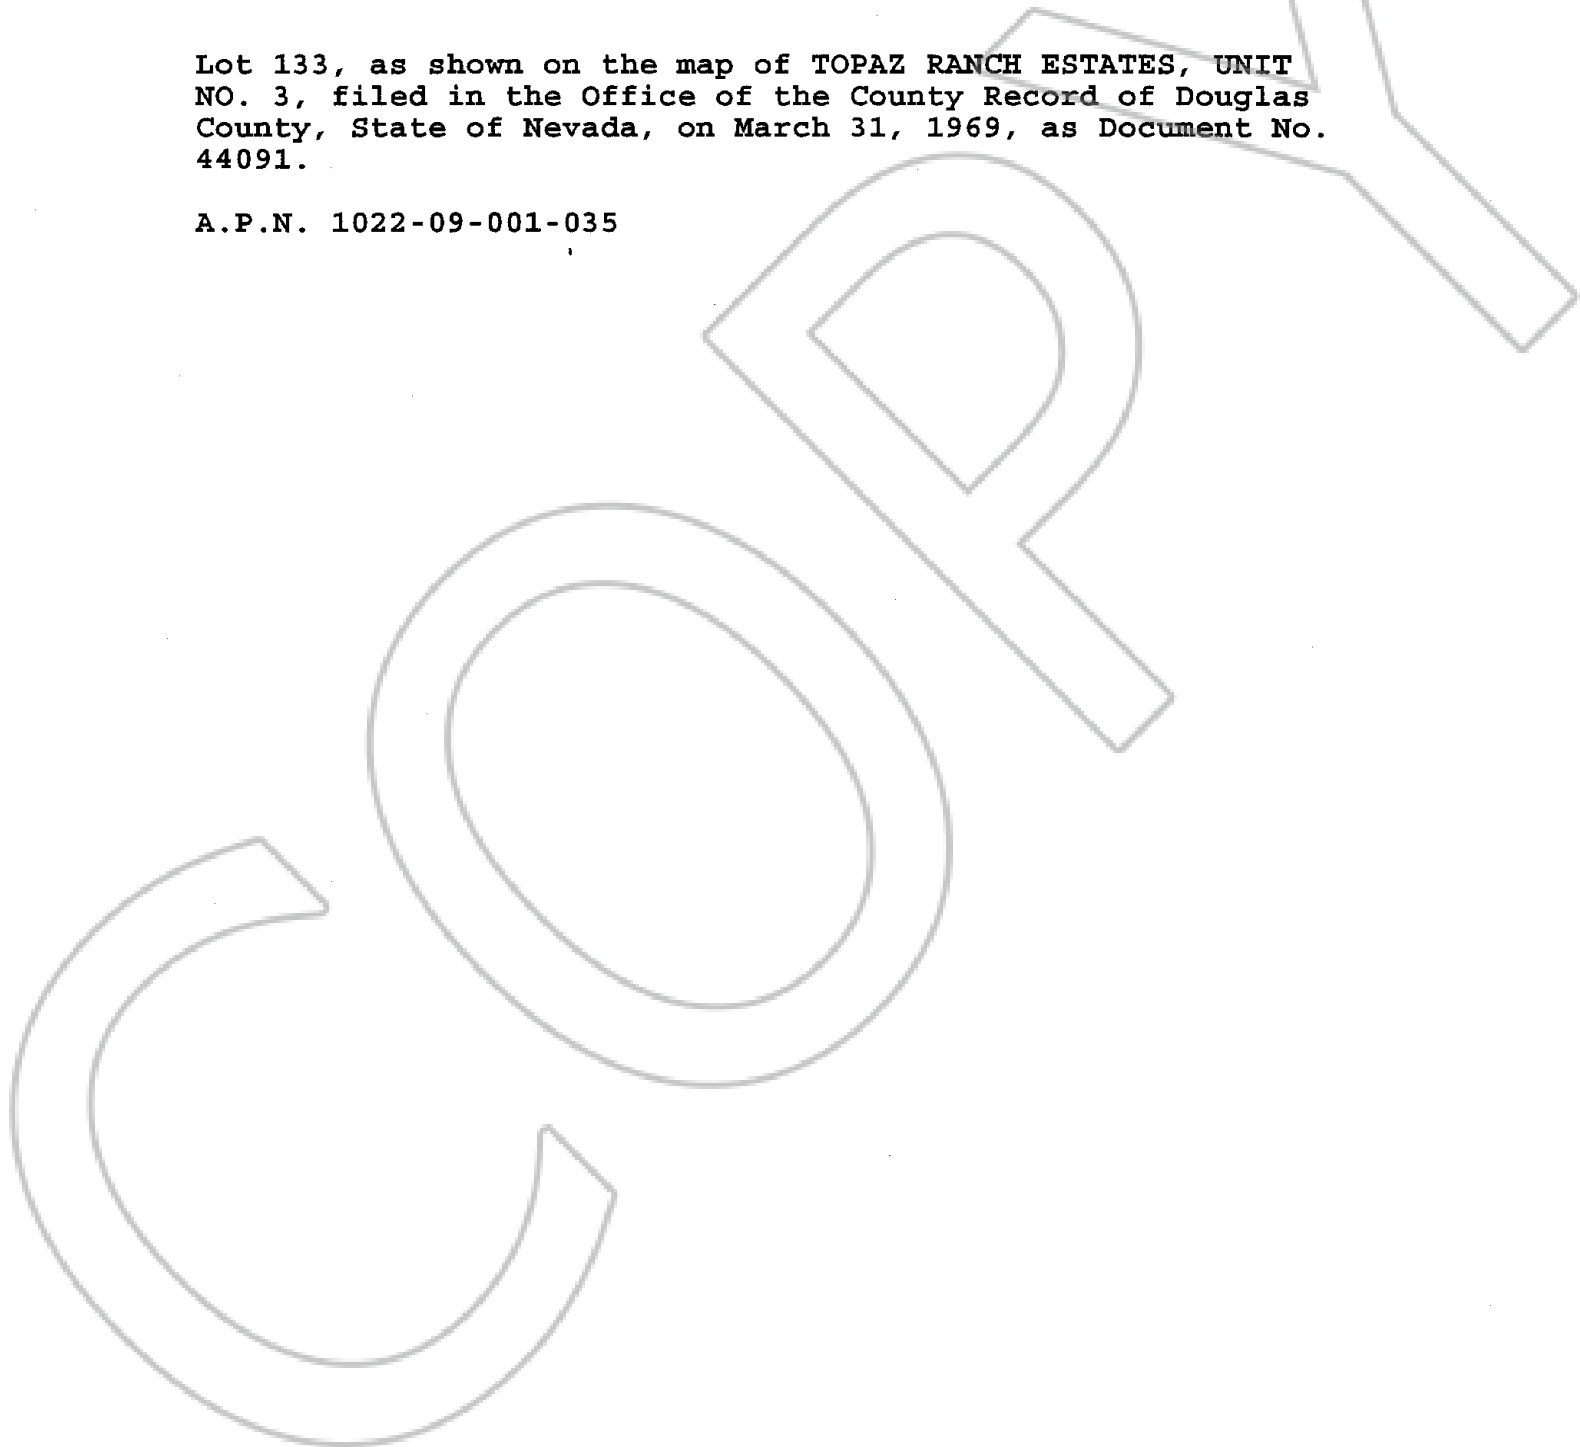 Lot 133, as shown on the map of TOPAZ RANCH ESTATES, UNIT
NO. 3, filed in the Office of the County Record of Douglas
County, State of Nevada, on March 31, 1969, as Document No.
44091.
A.P.N. 1022-09-001-035
COPY